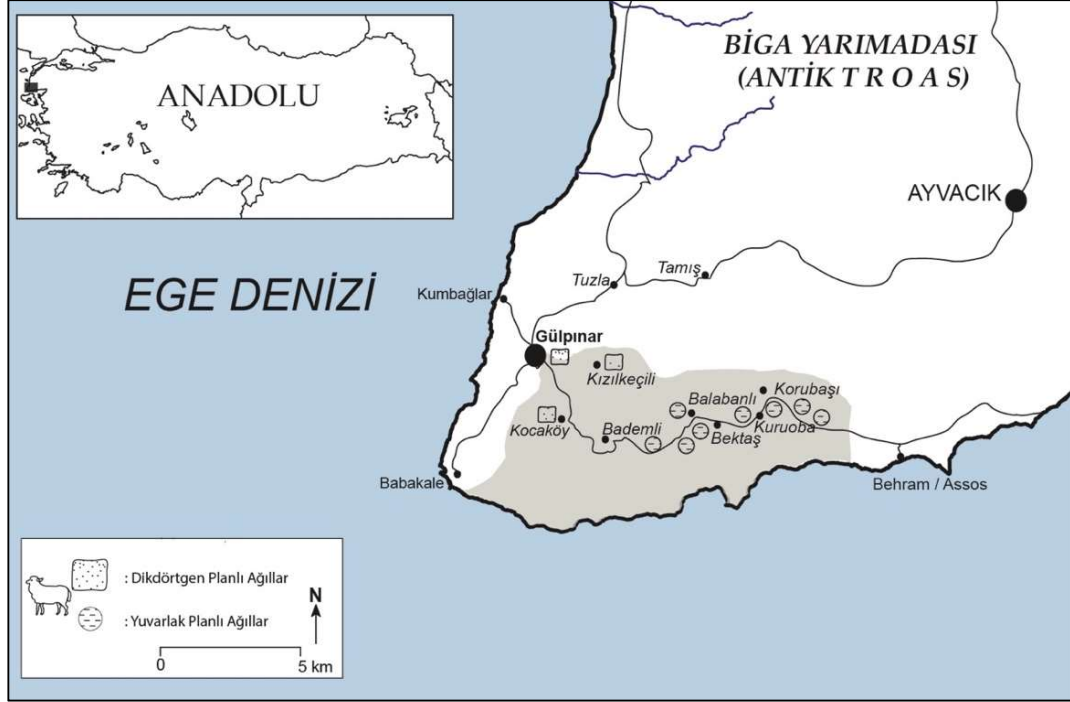 ANADOLU
BİGA YARIMADASI
(ANTİK T R O A S)
AYVACIK
EGE DENİZİ
Tamış
Tuzla
Kumbağlar
Gülpınar
Kızılkeçili
Korubaşı
Balabanlı
Kuruoba
Kocaköy
Bademli
Bektaş
Babakale
Behram / Assos
: Dikdörtgen Planlı Ağıllar
: Yuvarlak Planlı Ağıllar
N
0 5 km